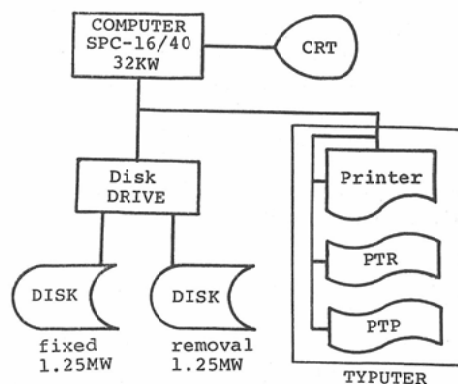 COMPUTER
SPC-16/40
32KW
CRT
Disk
DRIVE
Printer
PTR
PTP
DISK
DISK
fixed
1.25MW
removal
1.25MW
TYPUTER